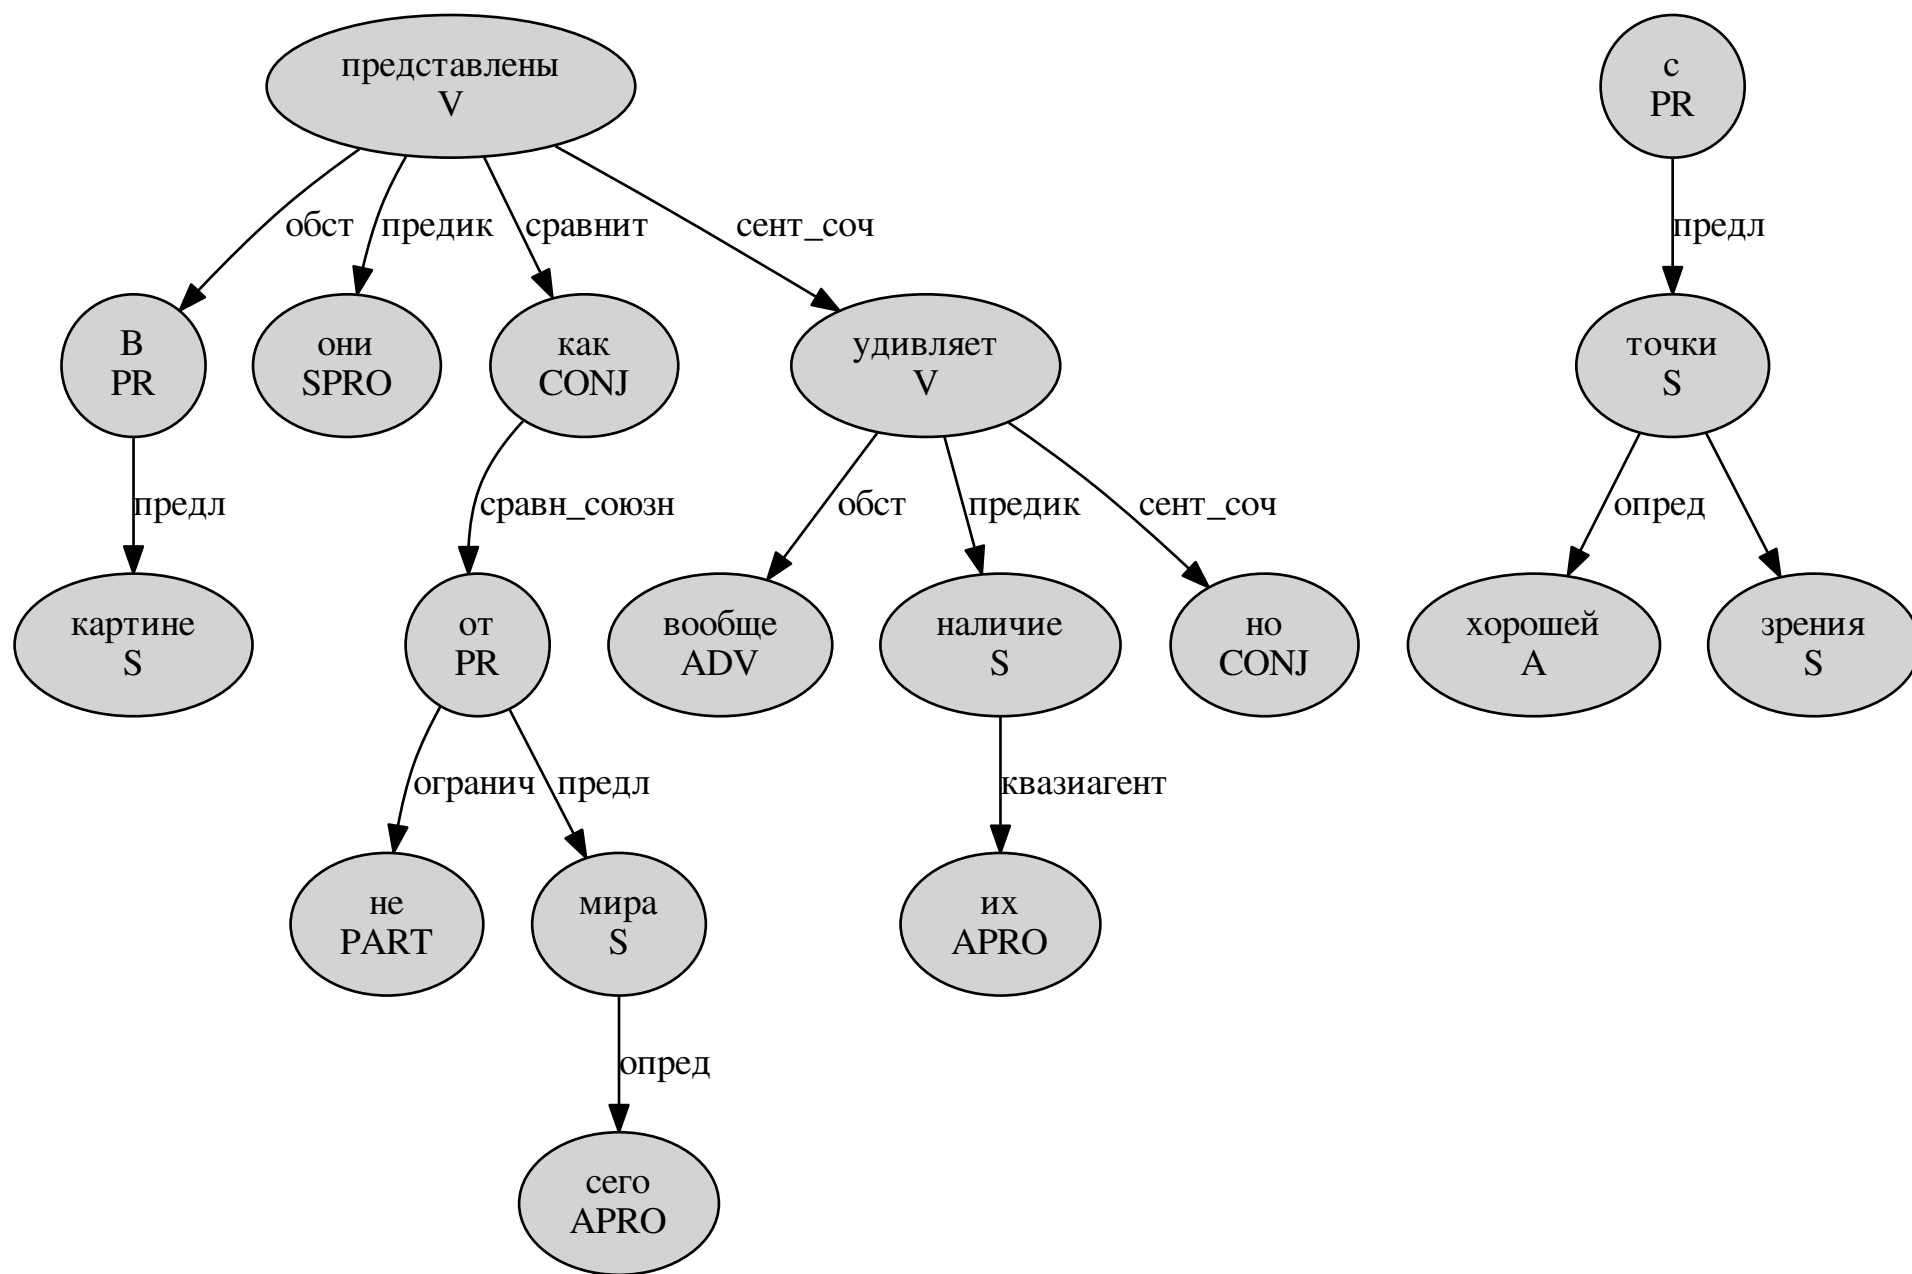 представлены
V
с
PR
обст
предик
сравнит
сент_соч
предл
В
PR
они
SPRO
как
CONJ
удивляет
V
точки
S
предл
сравн_союзн
обст
предик
сент_соч
опред
картине
S
от
PR
вообще
ADV
наличие
S
но
CONJ
хорошей
A
зрения
S
огранич
предл
квазиагент
не
PART
мира
S
их
APRO
опред
сего
APRO